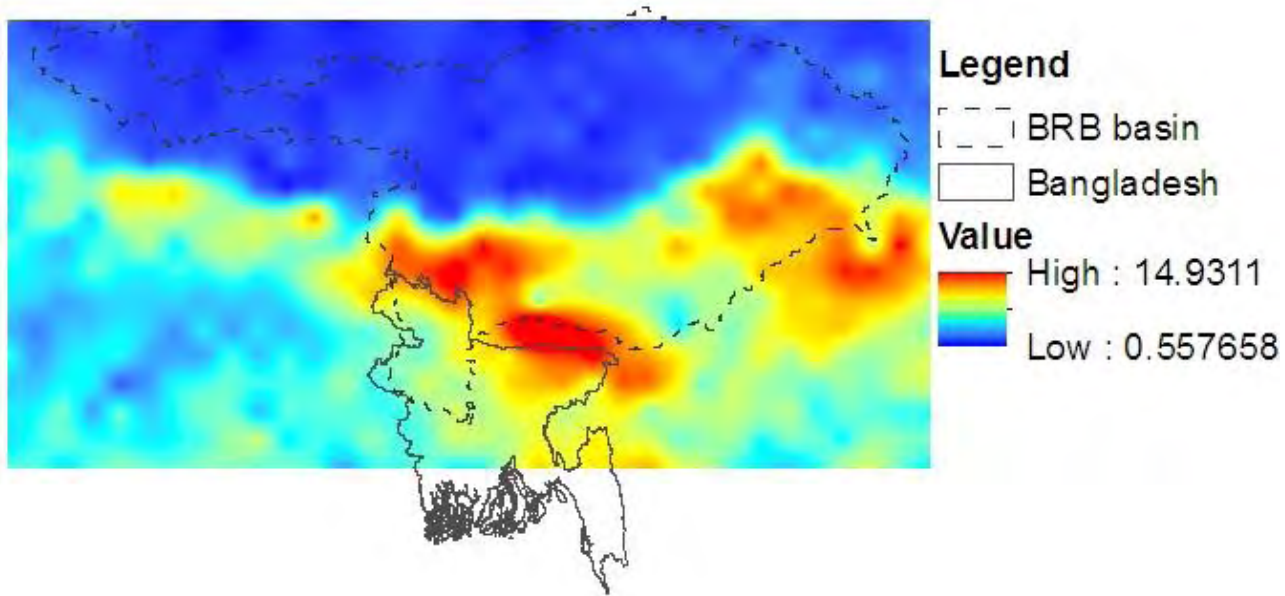 Legend
BRB basin
Bangladesh
Value
High : 14.9311
Low : 0.557658